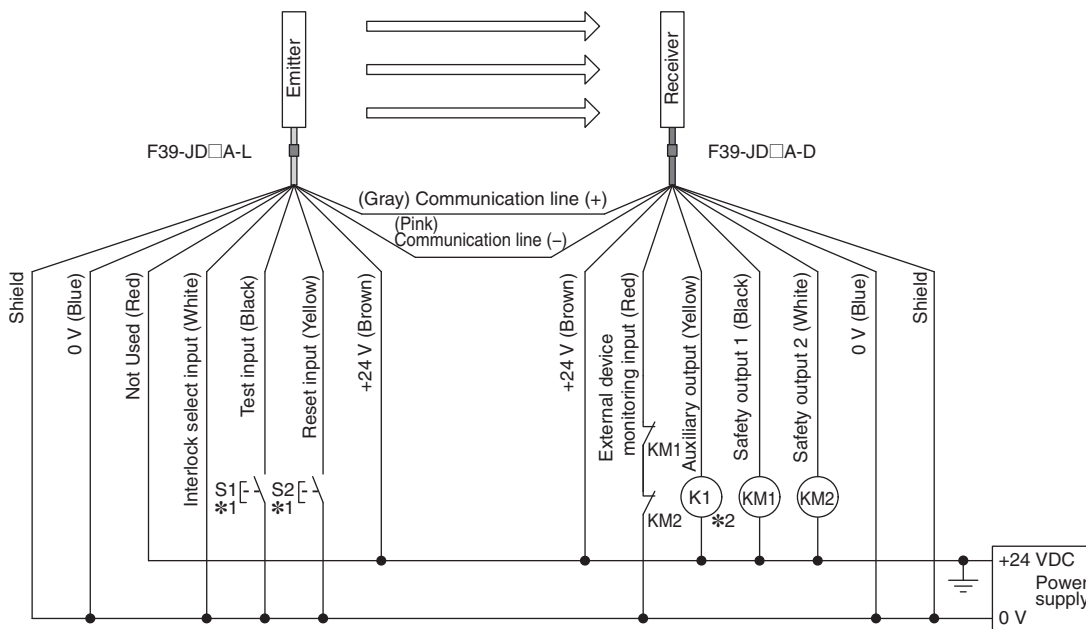 Emitter
Receiver
F39-JD□A-L
F39-JD□A-D
(Gray) Communication line (+)
(Pink)
Communication line (−)
Shield
0 V (Blue)
Not Used (Red)
Interlock select input (White)
Test input (Black)
Reset input (Yellow)
+24 V (Brown)
+24 V (Brown)
External device
monitoring input (Red)
Auxiliary output (Yellow)
Safety output 1 (Black)
Safety output 2 (White)
0 V (Blue)
Shield
S1
*1
S2
*1
KM1
KM2
K1
*2
KM1
KM2
+24 VDC
Power
supply
0 V